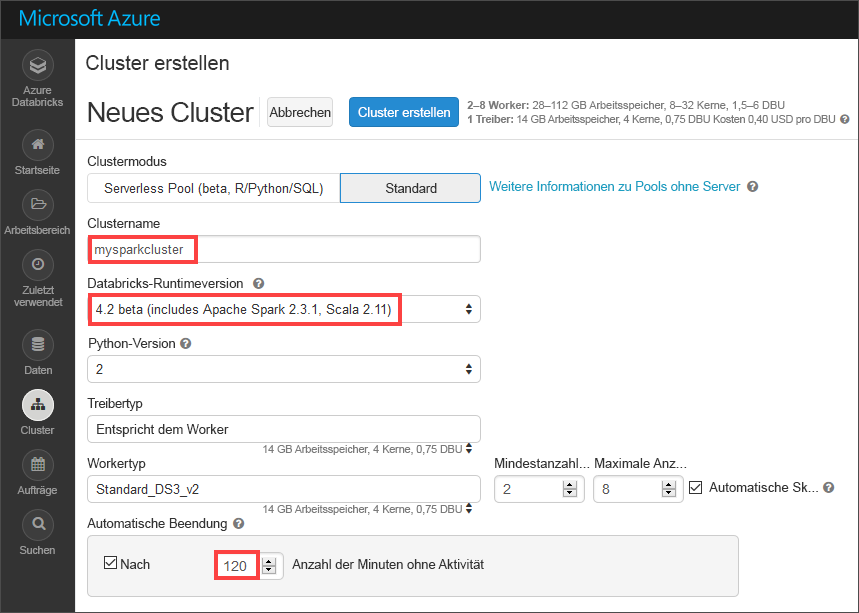 Microsoft Azure
Azure
Databricks
Startseite
Arbeitsbereich
Zuletzt
verwendet
Daten
Cluster
Aufträge
Suchen
Cluster erstellen
Neues Cluster
Abbrechen
Cluster erstellen
2–8 Worker: 28–112 GB Arbeitsspeicher, 8–32 Kerne, 1,5–6 DBU
1 Treiber: 14 GB Arbeitsspeicher, 4 Kerne, 0,75 DBU Kosten 0,40 USD pro DBU ?
Clustermodus
Serverless Pool (beta, R/Python/SQL)
Standard
Weitere Informationen zu Pools ohne Server ?
Clustername
mysparkcluster
Databricks-Runtimeversion ?
4.2 beta (includes Apache Spark 2.3.1, Scala 2.11)
Python-Version ?
2
Treibertyp
Entspricht dem Worker
14 GB Arbeitsspeicher, 4 Kerne, 0,75 DBU
Workertyp
Mindestanzahl...
Maximale Anz...
Standard_DS3_v2
2
8
Automatische Sk... ?
14 GB Arbeitsspeicher, 4 Kerne, 0,75 DBU
Automatische Beendung ?
Nach
120
Anzahl der Minuten ohne Aktivität